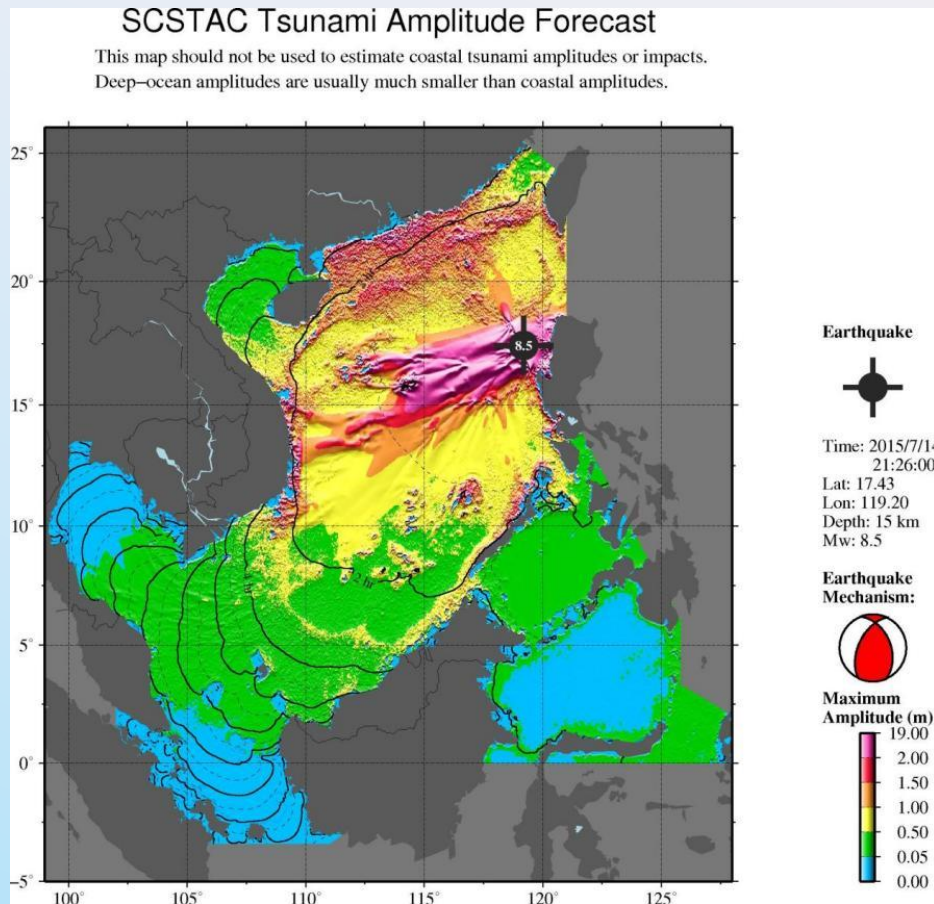 SCSTAC Tsunami Amplitude Forecast
This map should not be used to estimate coastal tsunami amplitudes or impacts.
Deep-ocean amplitudes are usually much smaller than coastal amplitudes.
25°
20°
15°
10°
5°
0°
-5°
100°
105°
110°
115°
120°
125°
8.5
2 hr
Earthquake
Time: 2015/7/14
21:26:00
Lat: 17.43
Lon: 119.20
Depth: 15 km
Mw: 8.5
Earthquake
Mechanism:
Maximum
Amplitude (m)
19.00
2.00
1.50
1.00
0.50
0.05
0.00